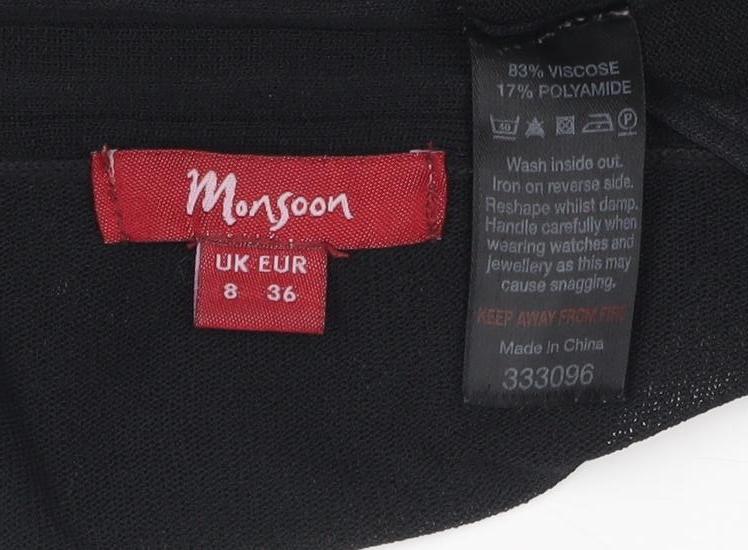 Monsoon
UK EUR
8 36
83% VISCOSE
17% POLYAMIDE
40
P
Wash inside out.
Iron on reverse side.
Reshape whilst damp.
Handle carefully when
wearing watches and
jewellery as this may
cause snagging.
KEEP AWAY FROM FIRE
Made In China
333096